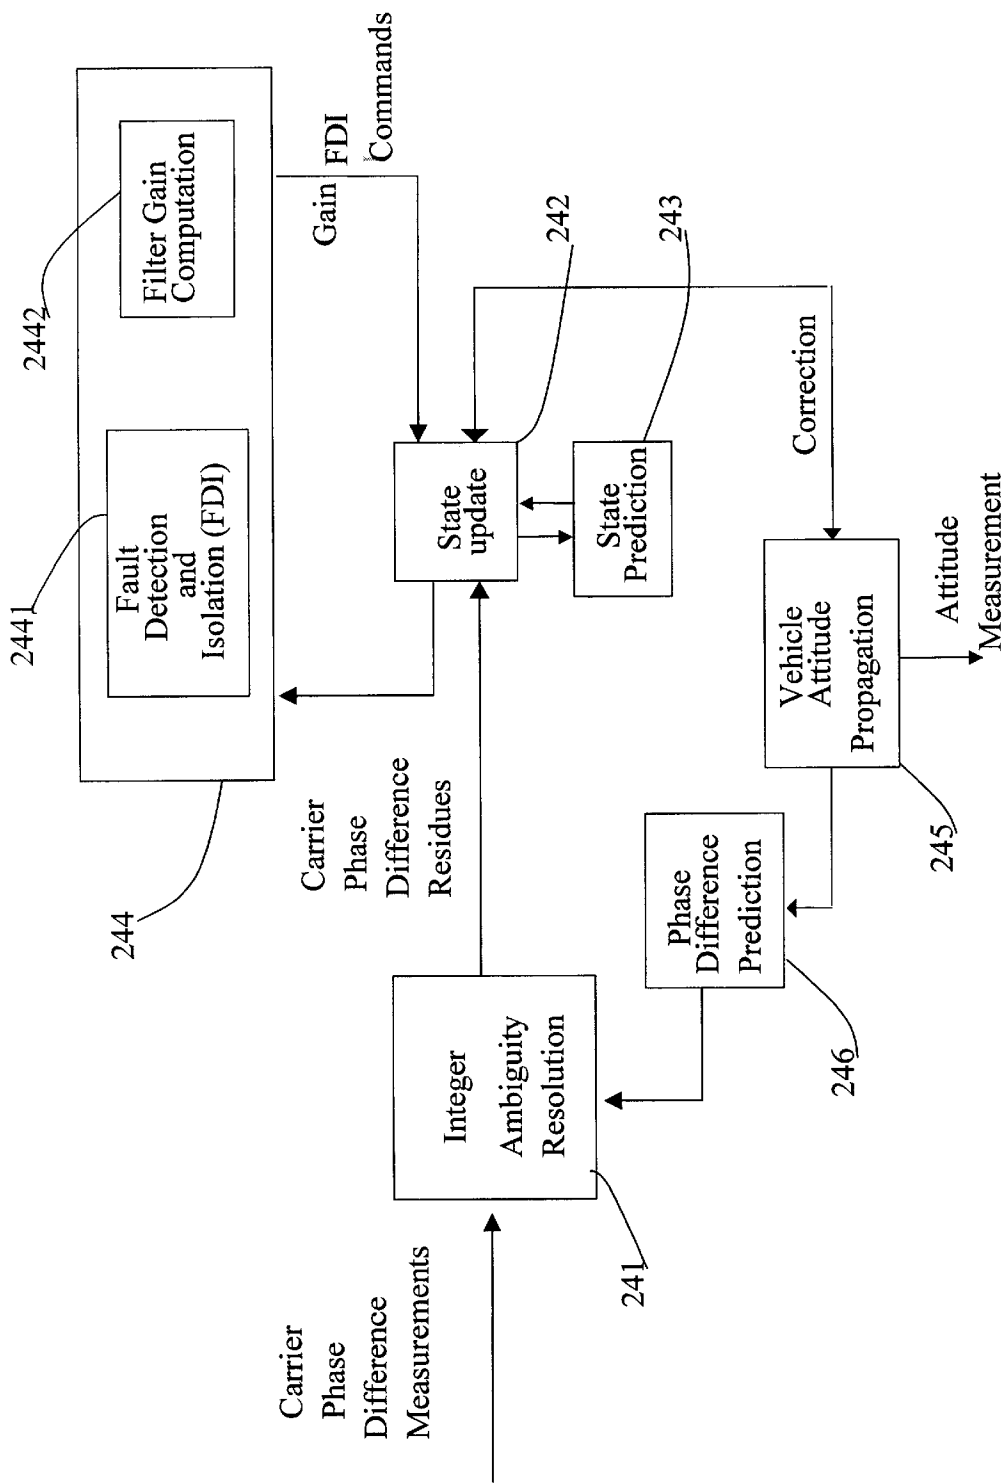 2441
2442
Fault
Detection
and
Isolation (FDI)
Filter Gain
Computation
244
Gain FDI
Commands
Carrier
Phase
Difference
Residues
Carrier
Phase
Difference
Measurements
Integer
Ambiguity
Resolution
241
State
update
242
State
Prediction
243
Phase
Difference
Prediction
246
Correction
Vehicle
Attitude
Propagation
245
Attitude
Measurement